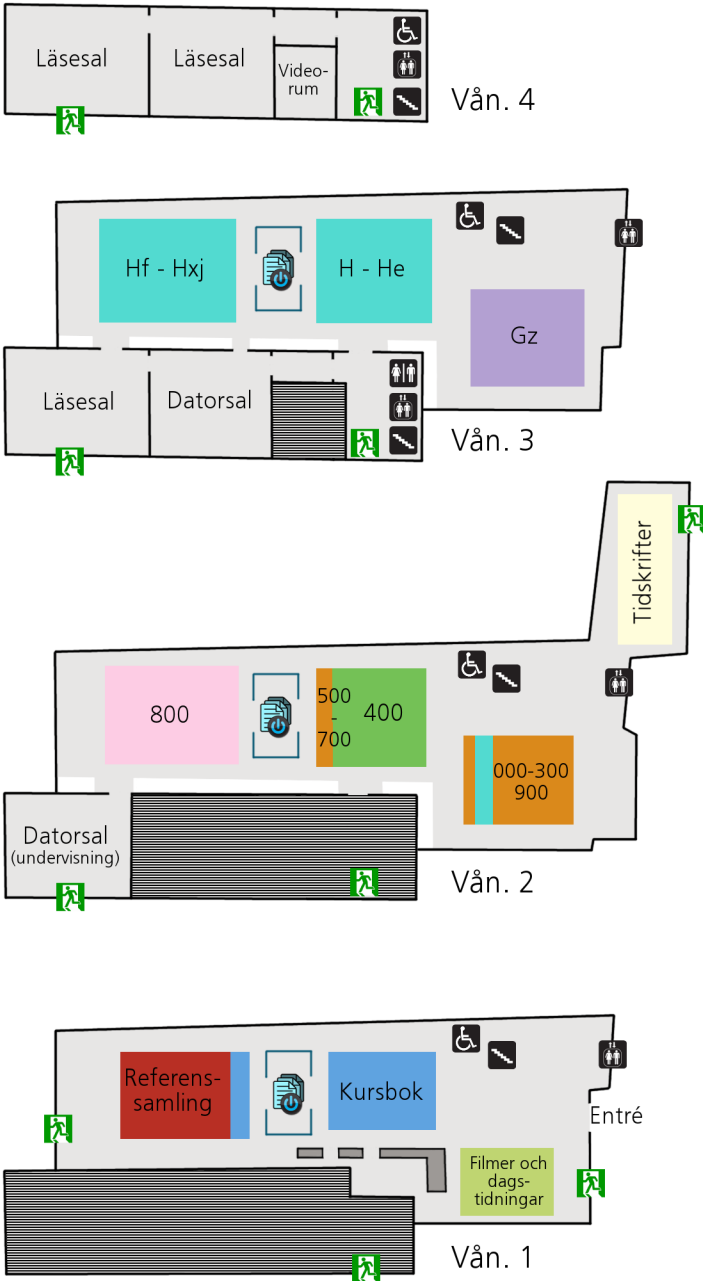 Läsesal
Läsesal
Video-
rum
Vån. 4
Hf - Hxj
H - He
Gz
Läsesal
Datorsal
Vån. 3
Tidskrifter
800
500
-
700
400
000-300
900
Datorsal
(undervisning)
Vån. 2
Referens-
samling
Kursbok
Entré
Filmer och
dags-
tidningar
Vån. 1